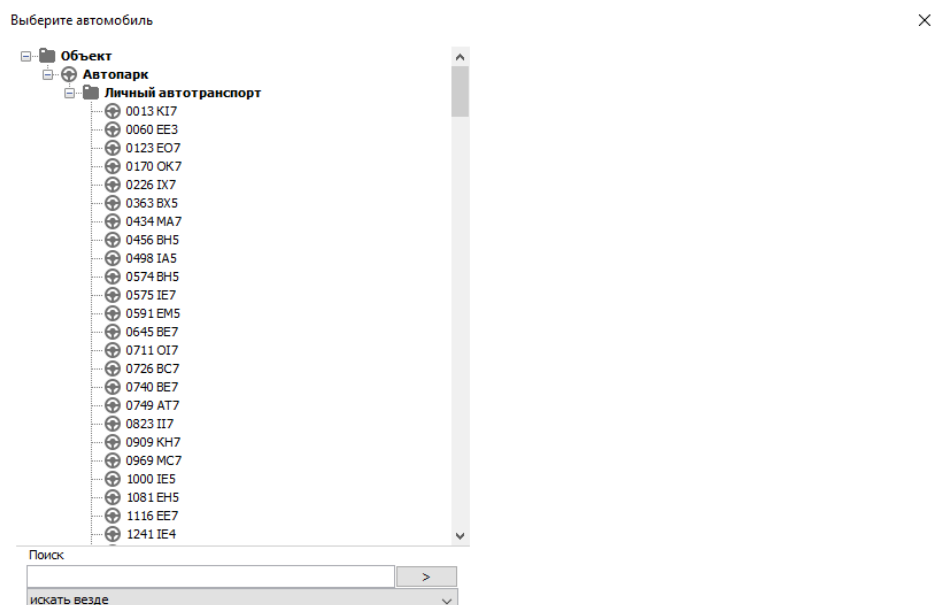 Выберите автомобиль
Объект
Автопарк
Личный автотранспорт
0013 KI7
0060 EE3
0123 EO7
0170 OK7
0226 IX7
0363 BX5
0434 MA7
0456 BH5
0498 IA5
0574 BH5
0575 IE7
0591 EM5
0645 BE7
0711 OI7
0726 BC7
0740 BE7
0749 AT7
0823 II7
0909 KH7
0969 MC7
1000 IE5
1081 EH5
1116 EE7
1241 IE4
Поиск
>
искать везде